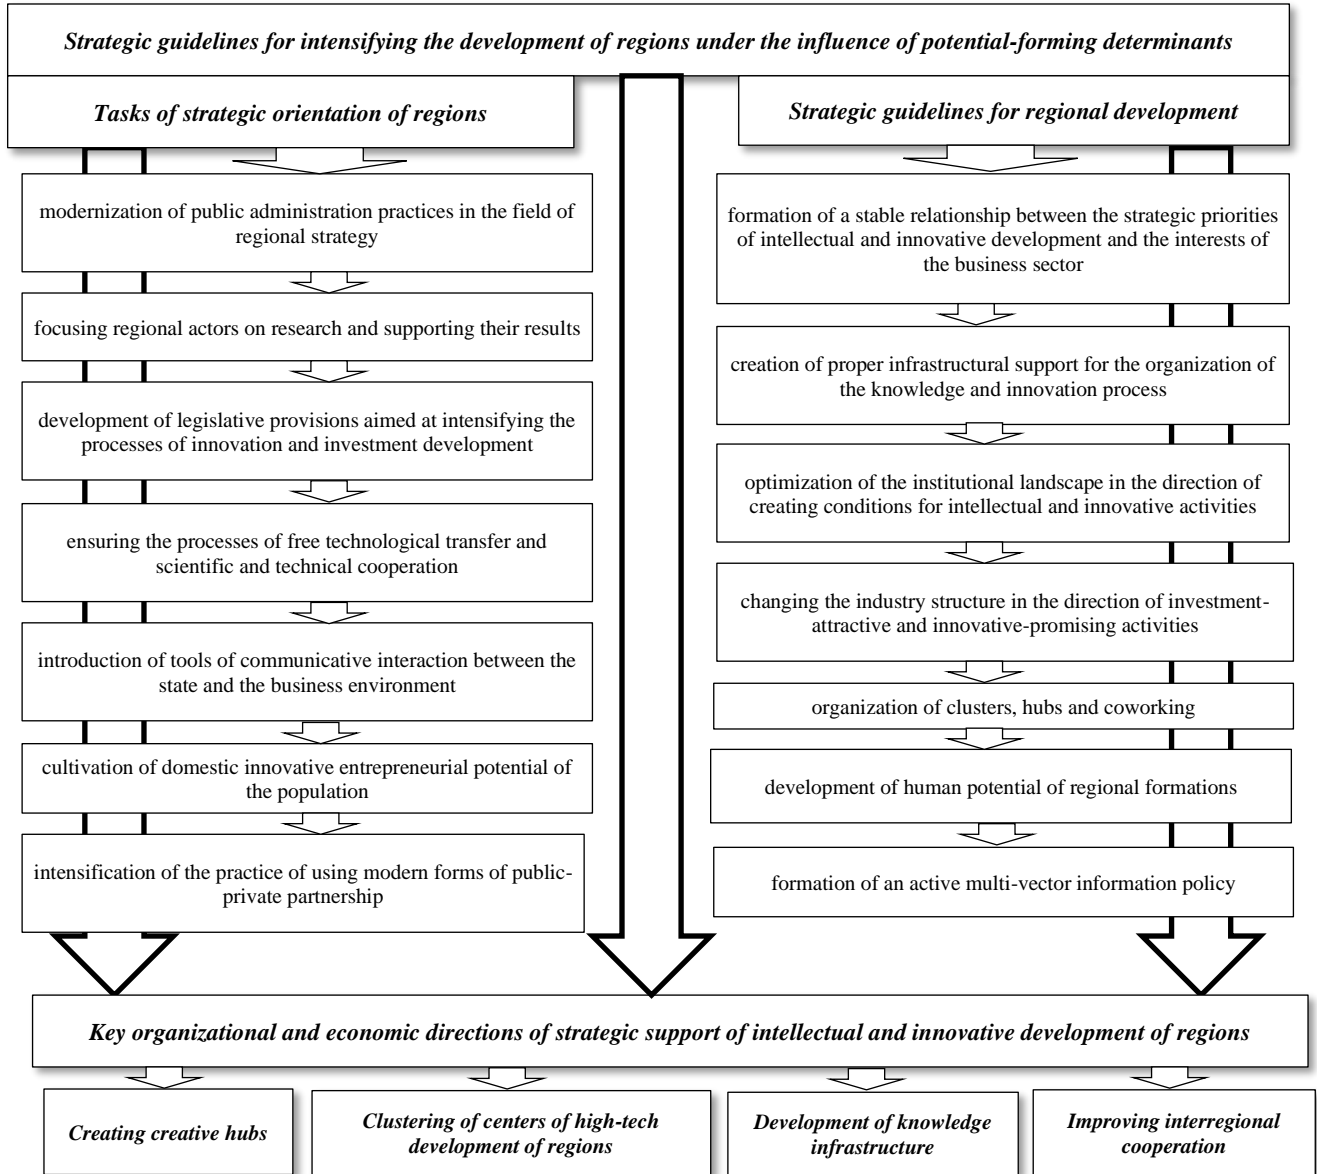 Strategic guidelines for intensifying the development of regions under the influence of potential-forming determinants
Tasks of strategic orientation of regions
modernization of public administration practices in the field of
regional strategy
focusing regional actors on research and supporting their results
development of legislative provisions aimed at intensifying the
processes of innovation and investment development
ensuring the processes of free technological transfer and
scientific and technical cooperation
introduction of tools of communicative interaction between the
state and the business environment
cultivation of domestic innovative entrepreneurial potential of
the population
intensification of the practice of using modern forms of public-
private partnership
Strategic guidelines for regional development
formation of a stable relationship between the strategic priorities
of intellectual and innovative development and the interests of
the business sector
creation of proper infrastructural support for the organization of
the knowledge and innovation process
optimization of the institutional landscape in the direction of
creating conditions for intellectual and innovative activities
changing the industry structure in the direction of investment-
attractive and innovative-promising activities
organization of clusters, hubs and coworking
development of human potential of regional formations
formation of an active multi-vector information policy
Key organizational and economic directions of strategic support of intellectual and innovative development of regions
Creating creative hubs
Clustering of centers of high-tech
development of regions
Development of knowledge
infrastructure
Improving interregional
cooperation